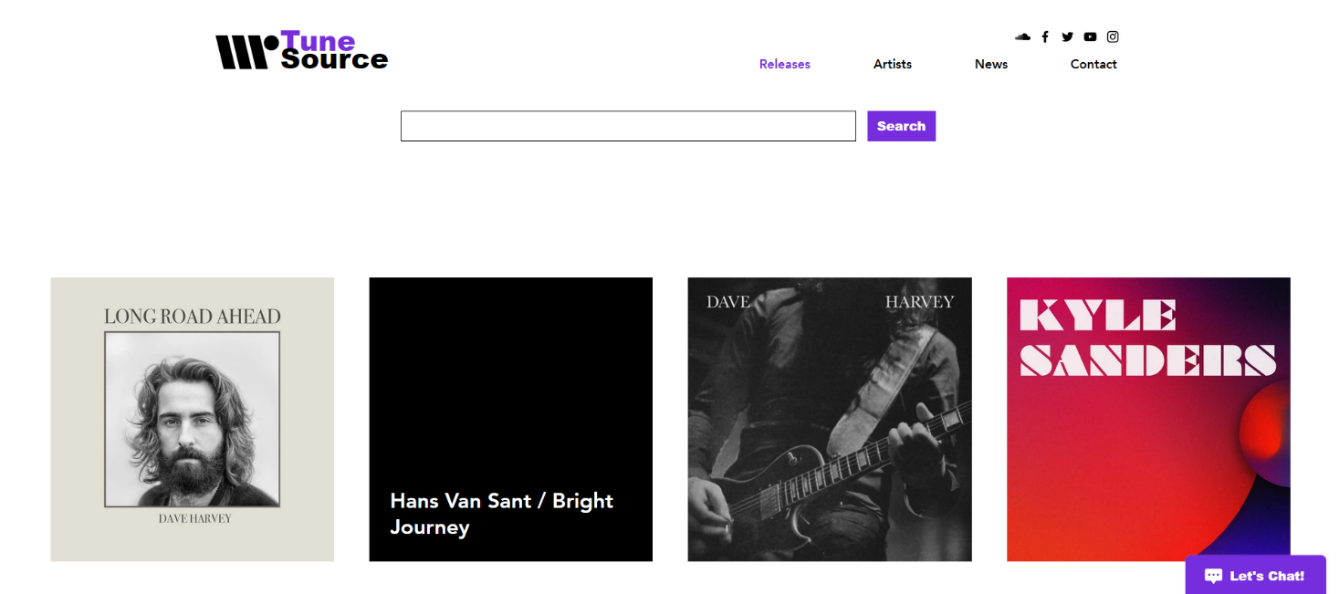 Tune
Source
Releases Artists News Contact
Search
LONG ROAD AHEAD
DAVE HARVEY
Hans Van Sant / Bright
Journey
DAVE HARVEY
KYLE
SANDERS
Let's Chat!